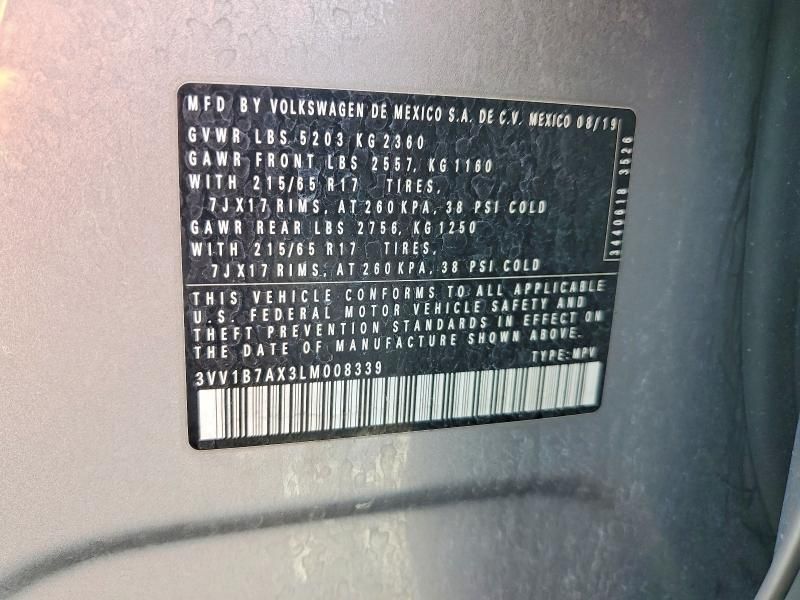 MFD BY VOLKSWAGEN DE MEXICO S.A. DE C.V. MEXICO 08/19
GVWR LBS 5203 KG 2360
GAWR FRONT LBS 2557, KG 1160
WITH 215/65 R17 TIRES,
7JX17 RIMS, AT 260 KPA, 38 PSI COLD
GAWR REAR LBS 2756, KG 1250
WITH 215/65 R17 TIRES,
7JX17 RIMS, AT 260 KPA, 38 PSI COLD
3440618 3526
THIS VEHICLE CONFORMS TO ALL APPLICABLE
U.S. FEDERAL MOTOR VEHICLE SAFETY AND
THEFT PREVENTION STANDARDS IN EFFECT ON
THE DATE OF MANUFACTURE SHOWN ABOVE.
3VV1B7AX3LM008339 TYPE: MPV